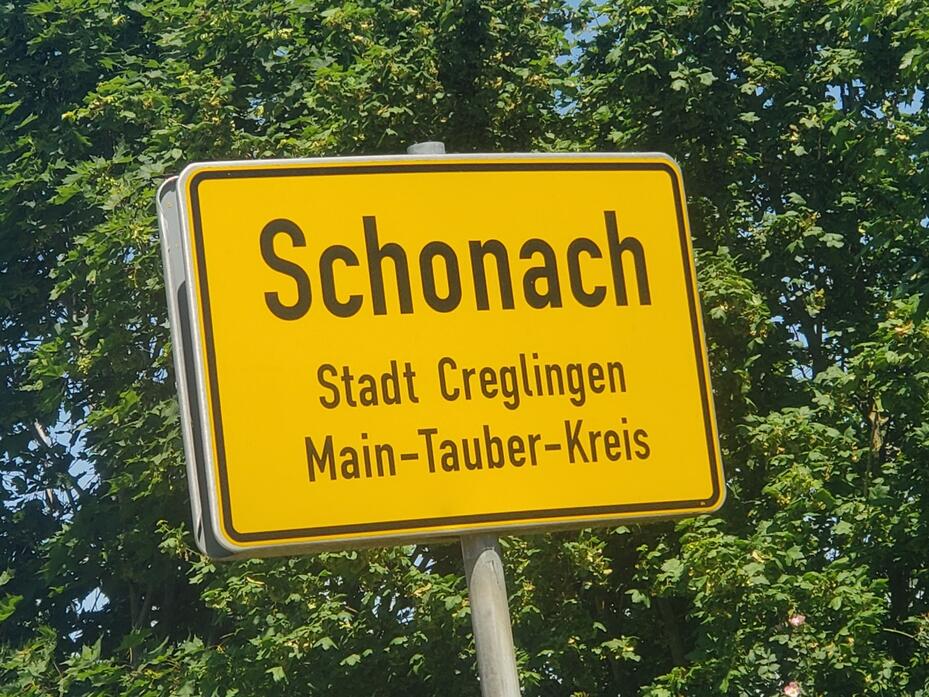 Schonach
Stadt Creglingen
Main-Tauber-Kreis